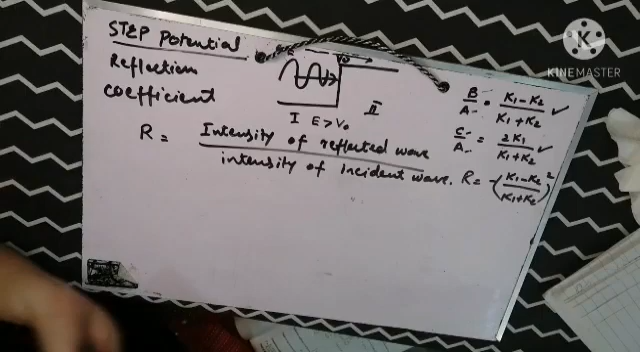 STEP Potential
Reflection
coefficient
V₀
I E>V₀
II
R = Intensity of reflected wave
intensity of incident wave.
B/A = K₁-K₂/K₁+K₂ ✓
C/A = 2K₁/K₁+K₂ ✓
R = (K₁-K₂/K₁+K₂)²
K
KINEMASTER